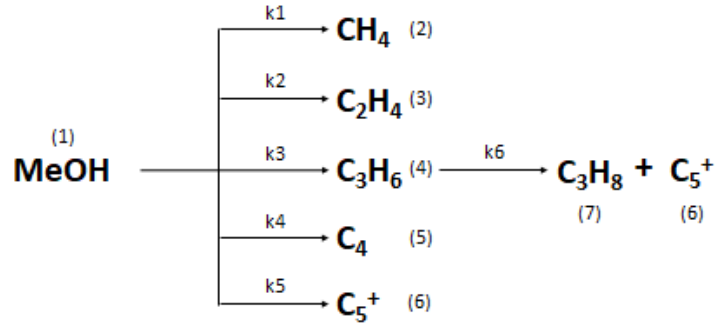 k1
CH₄ (2)
k2
C₂H₄ (3)
(1)
MeOH
k3
C₃H₆ (4)
k6
C₃H₈ + C₅⁺
(7) (6)
k4
C₄ (5)
k5
C₅⁺ (6)